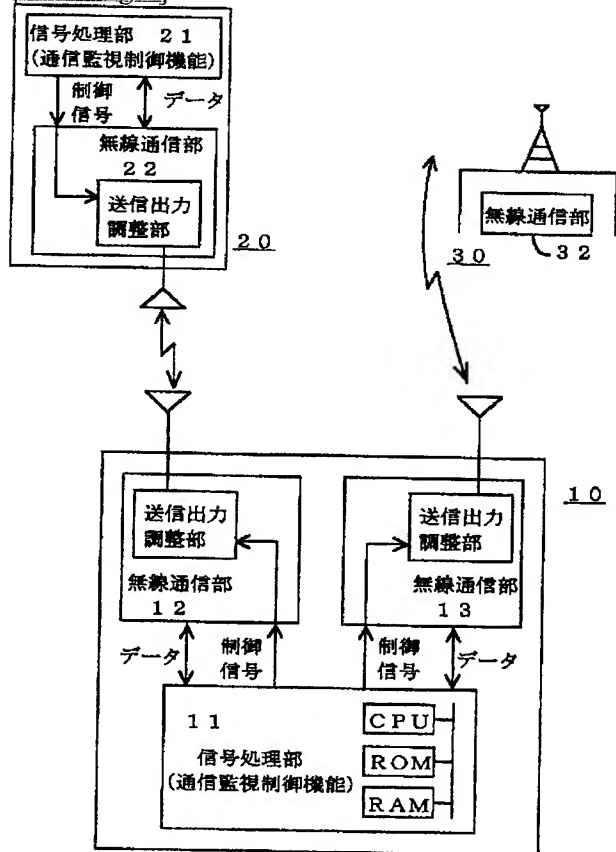 信号処理部 21
(通信監視制御機能)
制御
信号
データ
無線通信部
22
送信出力
調整部
20
無線通信部
32
30
10
送信出力
調整部
無線通信部
12
送信出力
調整部
無線通信部
13
データ
制御
信号
制御
信号
データ
11
信号処理部
(通信監視制御機能)
CPU
ROM
RAM